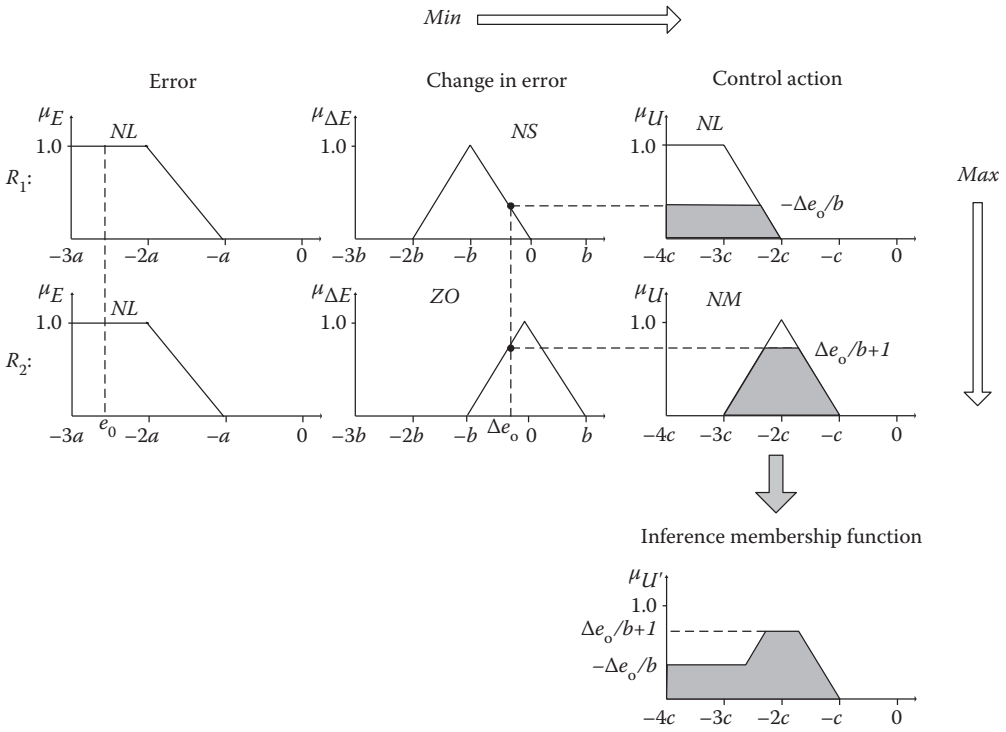 Min
Error
Change in error
Control action
Max
R1:
μE
NL
1.0
−3a −2a −a 0
μΔE
NS
1.0
−3b −2b −b 0 b
μU
NL
1.0
−Δeo/b
−4c −3c −2c −c 0
R2:
μE
NL
1.0
−3a e0 −2a −a 0
μΔE
ZO
1.0
−3b −2b −b Δeo 0 b
μU
NM
1.0
Δeo/b+1
−4c −3c −2c −c 0
Inference membership function
μU′
1.0
Δeo/b+1
−Δeo/b
−4c −3c −2c −c 0